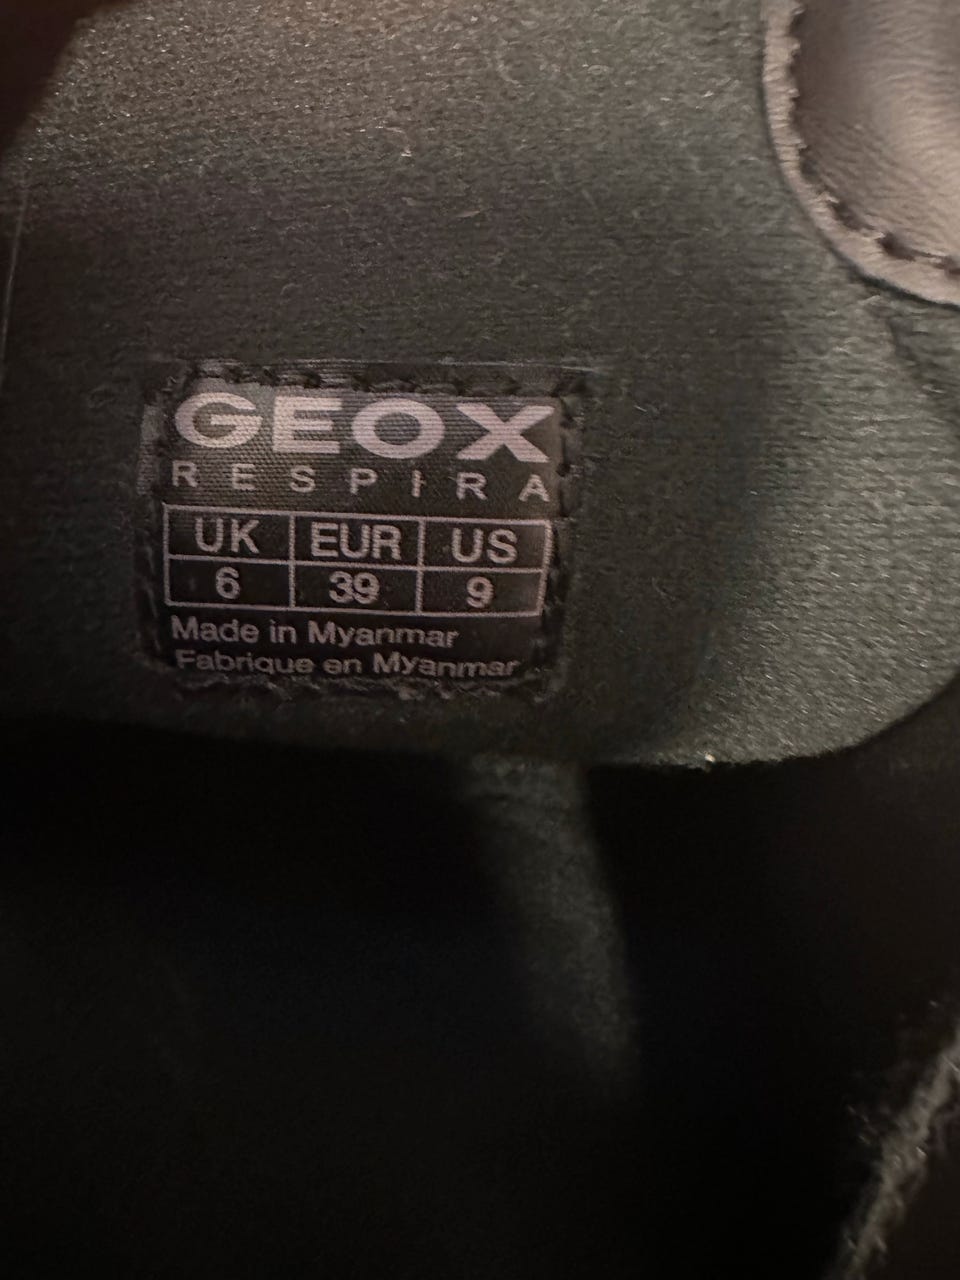 GEOX
RESPIRA
UK EUR US
6 39 9
Made in Myanmar
Fabrique en Myanmar